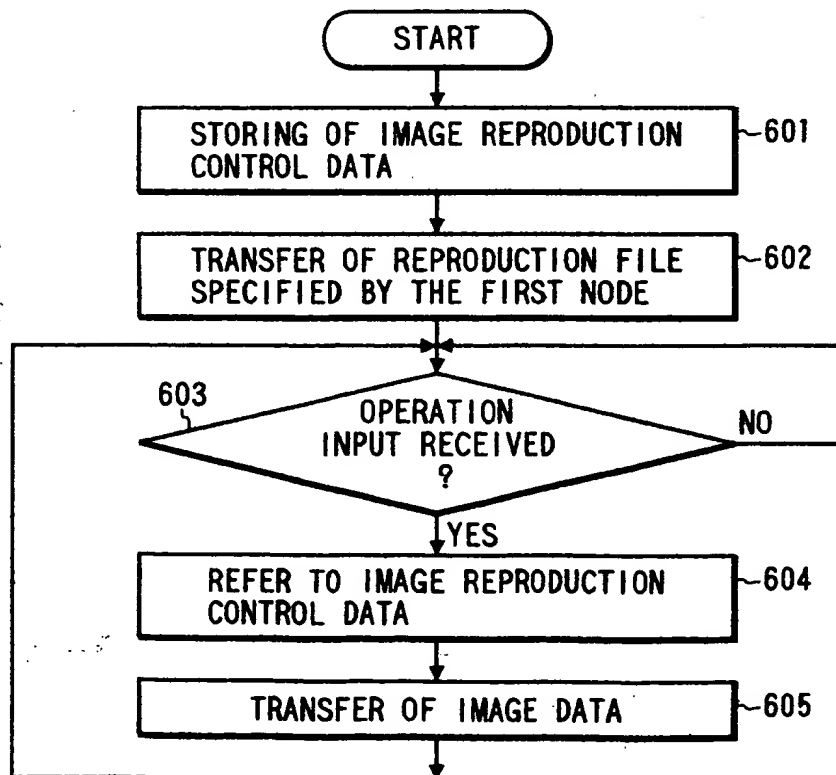 START
STORING OF IMAGE REPRODUCTION
CONTROL DATA
601
TRANSFER OF REPRODUCTION FILE
SPECIFIED BY THE FIRST NODE
602
603
OPERATION
INPUT RECEIVED
?
NO
YES
REFER TO IMAGE REPRODUCTION
CONTROL DATA
604
TRANSFER OF IMAGE DATA
605